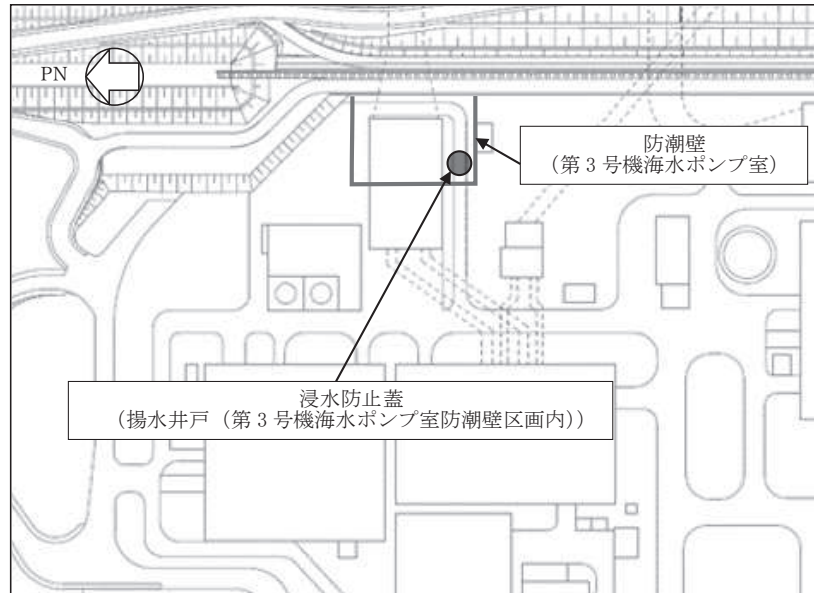 PN
防潮壁
（第３号機海水ポンプ室）
浸水防止蓋
（揚水井戸（第３号機海水ポンプ室防潮壁区画内））